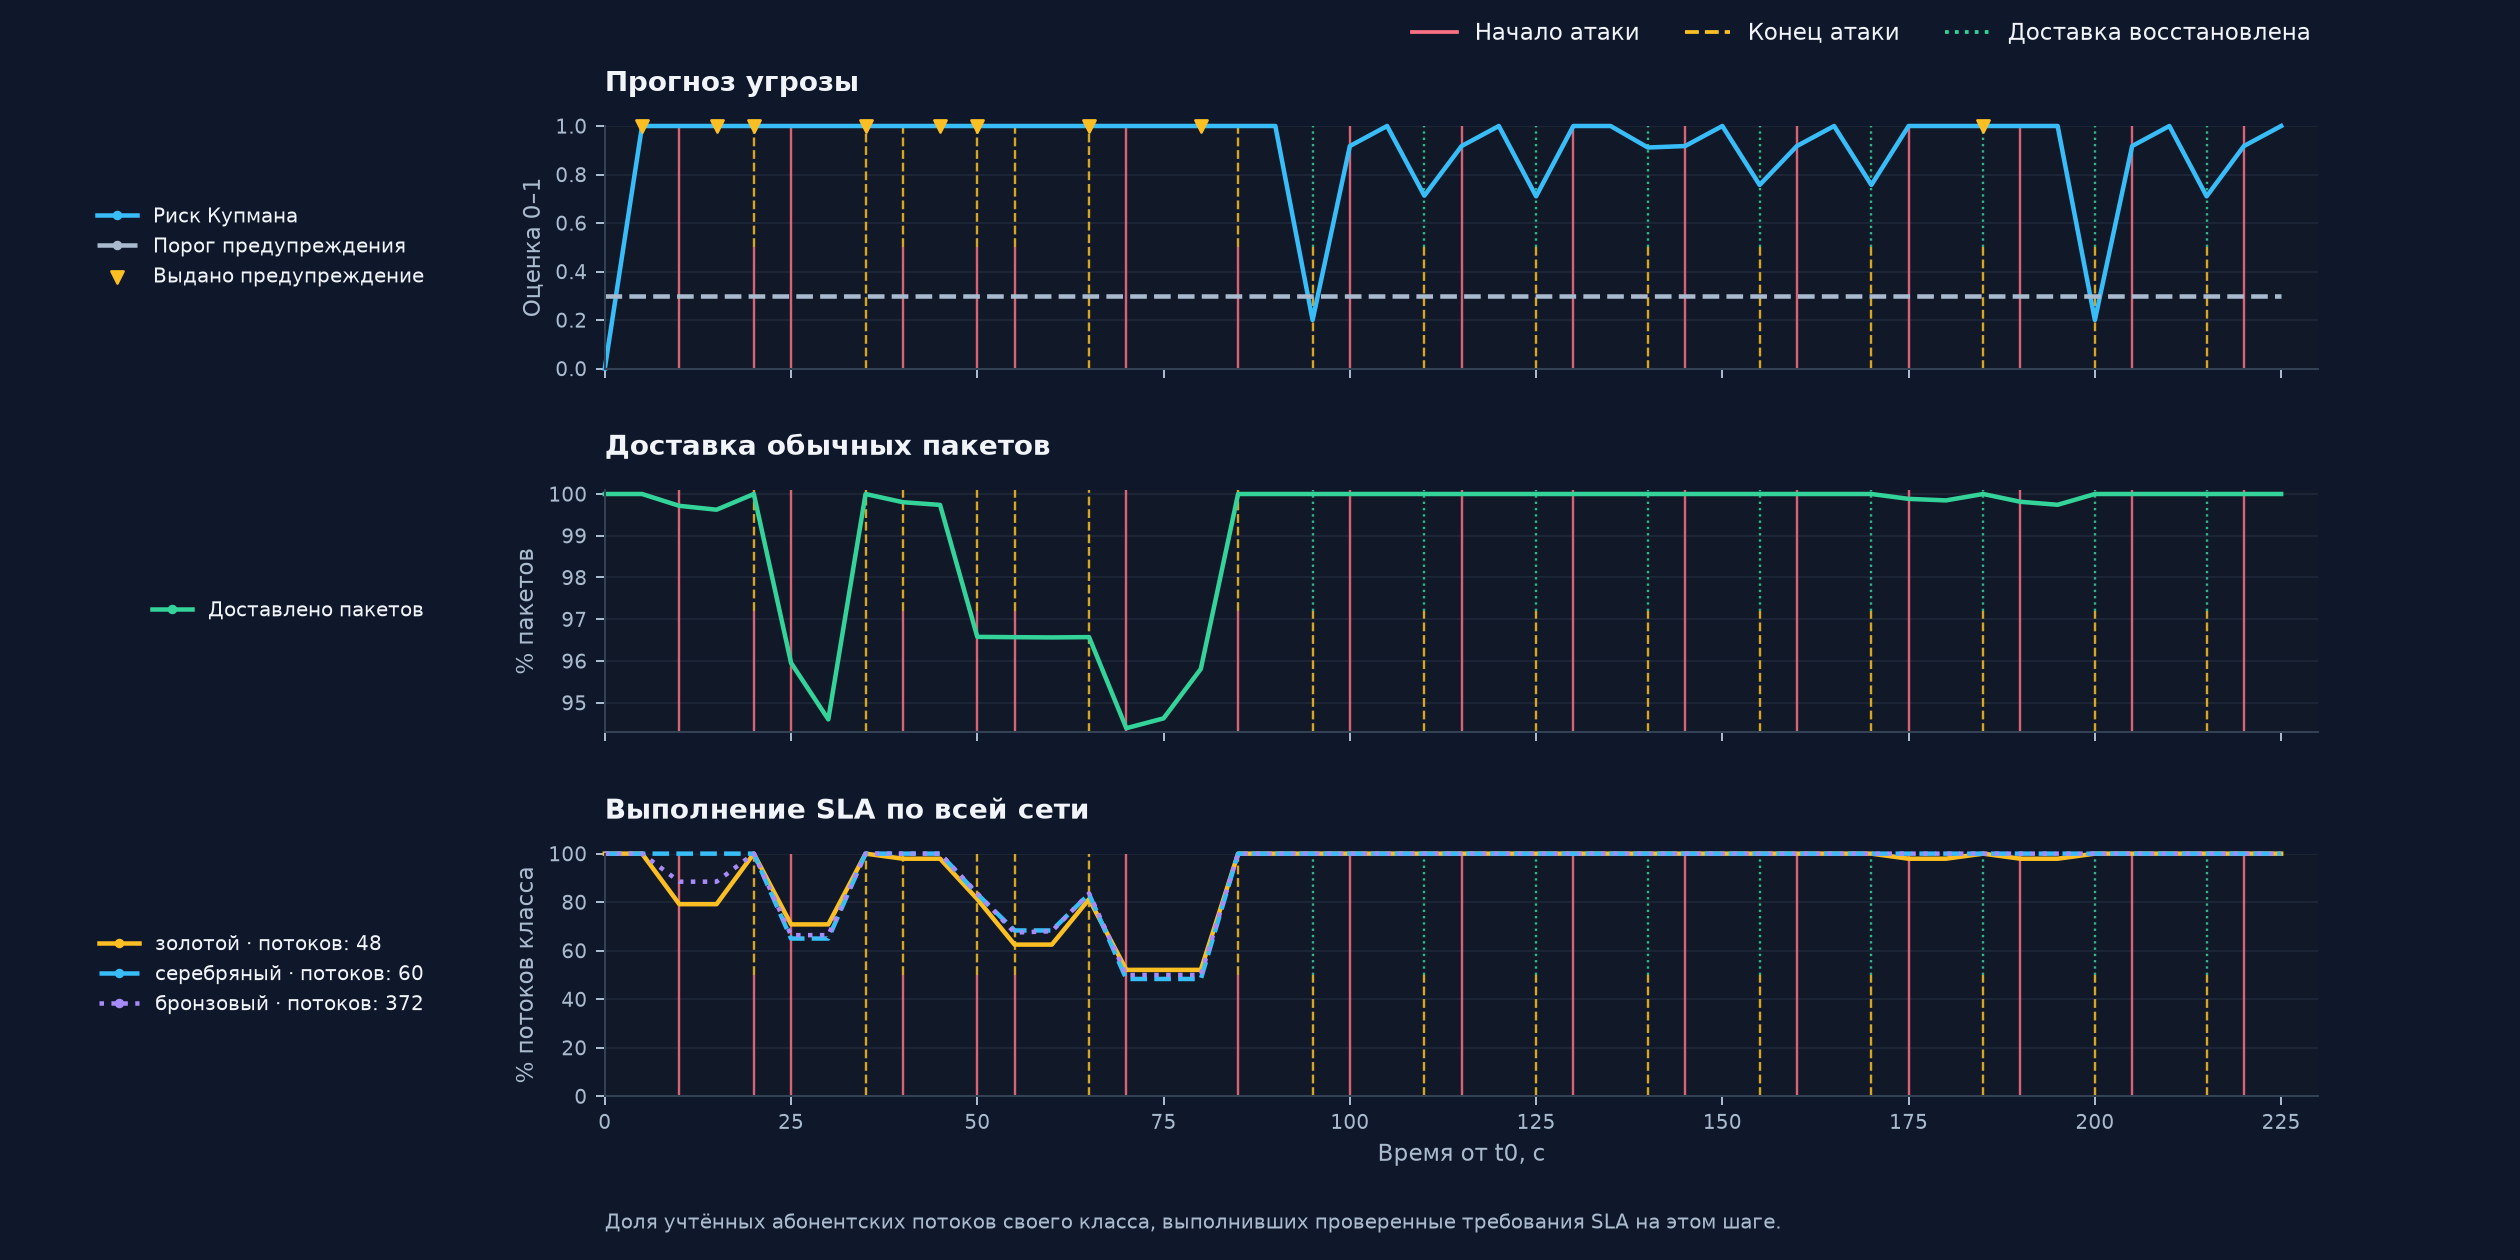 Начало атаки
Конец атаки
Доставка восстановлена
Прогноз угрозы
Риск Купмана
Порог предупреждения
Выдано предупреждение
Оценка 0–1
1.0
0.8
0.6
0.4
0.2
0.0
Доставка обычных пакетов
Доставлено пакетов
% пакетов
100
99
98
97
96
95
Выполнение SLA по всей сети
золотой · потоков: 48
серебряный · потоков: 60
бронзовый · потоков: 372
% потоков класса
100
80
60
40
20
0
0 25 50 75 100 125 150 175 200 225
Время от t0, с
Доля учтённых абонентских потоков своего класса, выполнивших проверенные требования SLA на этом шаге.